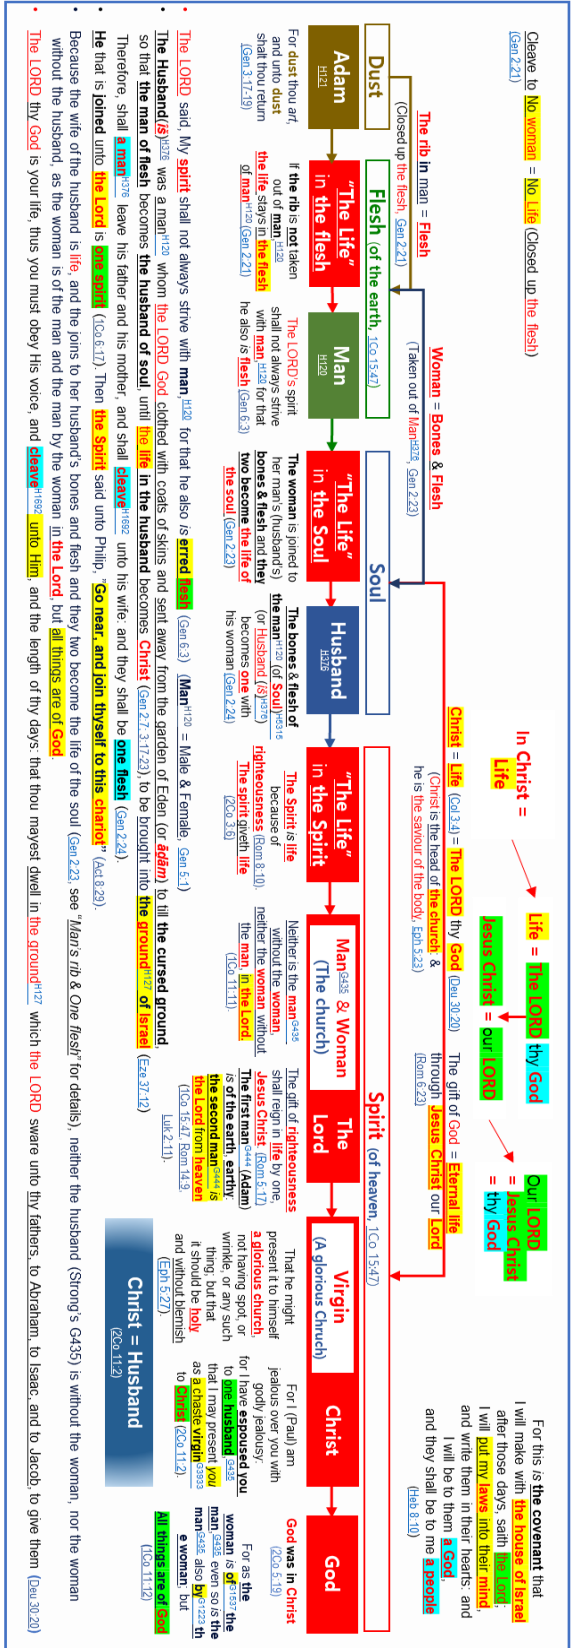 Cleave to No woman = No Life (Closed up the flesh)
(Gen 2:21)
The rib in man = Flesh
(Closed up the flesh, Gen 2:21)
Woman = Bones & Flesh
(Taken out of Man H376, Gen 2:23)
In Christ =
Life
Life = The LORD thy God
Jesus Christ = our LORD
Our LORD
= Jesus Christ
= thy God
Christ = Life (Col 3:4) = The LORD thy God (Deu 30:20)
(Christ is the head of the church &
he is the saviour of the body, Eph 5:23)
The gift of God = Eternal life
through Jesus Christ our Lord
(Rom 6:23)
For this is the covenant that
I will make with the house of Israel
after those days, saith the Lord;
I will put my laws into their mind,
and write them in their hearts: and
I will be to them a God,
and they shall be to me a people
(Heb 8:10)
Dust
Flesh (of the earth, 1Co 15:47)
Soul
Spirit (of heaven, 1Co 15:47)
Adam
H121
"The Life"
in the flesh
Man
H120
"The Life"
in the Soul
Husband
H376
"The Life"
in the Spirit
Man G435 & Woman
(The church)
The
Lord
Virgin
(A glorious Chruch)
Christ
God
For dust thou art,
and unto dust
shalt thou return
(Gen 3:17-19)
If the rib is not taken
out of man, H120
the life stays in the flesh
of man H120 (Gen 2:21)
The LORD's spirit
shall not always strive
with man, H120 for that
he also is flesh (Gen 6:3)
The woman is joined to
her man's (husband's)
bones & flesh and they
two become the life of
the soul (Gen 2:23)
The bones & flesh of
the man H120 (of Soul) H5315
(or Husband (iš) H376)
becomes one with
his woman (Gen 2:24)
The Spirit is life
because of
righteousness (Rom 8:10).
The spirit giveth life
(2Co 3:6)
Neither is the man G435
without the woman,
neither the woman without
the man, in the Lord.
(1Co 11:11).
The gift of righteousness
shall reign in life by one,
Jesus Christ. (Rom 5:17)
The first man G444 (Adam)
is of the earth, earthy:
the second man G444 is
the Lord from heaven
(1Co 15:47, Rom 14:9,
Luk 2:11).
That he might
present it to himself
a glorious church,
not having spot, or
wrinkle, or any such
thing; but that
it should be holy
and without blemish
(Eph 5:27).
For I (Paul) am
jealous over you with
godly jealousy:
for I have espoused you
to one husband, G435
that I may present you
as a chaste virgin G3933
to Christ (2Co 11:2).
God was in Christ
(2Co 5:19)
For as the
woman is of G1537 the
man, G435 even so is the
man G435 also by G1223 th
e woman; but
All things are of God
(1Co 11:12)
Christ = Husband
(2Co 11:2)
• The LORD said, My spirit shall not always strive with man, H120 for that he also is erred flesh (Gen 6:3) (Man H120 = Male & Female, Gen 5:1)
The Husband(iš) H376 was a man H120 whom the LORD God clothed with coats of skins and sent away from the garden of Eden (or ādām) to till the cursed ground,
so that the man of flesh becomes the husband of soul, until the life in the husband becomes Christ (Gen 2:7, 3:17-23), to be brought into the ground H127 of Israel (Eze 37:12)
Therefore, shall a man H376 leave his father and his mother, and shall cleave H1692 unto his wife: and they shall be one flesh (Gen 2:24).
He that is joined unto the Lord is one spirit (1Co 6:17). Then the Spirit said unto Philip, "Go near, and join thyself to this chariot" (Act 8:29).
• Because the wife of the husband is life, and the joins to her husband's bones and flesh and they two become the life of the soul (Gen 2:23, see "Man's rib & One flesh" for details), neither the husband (Strong's G435) is without the woman, nor the woman
without the husband, as the woman is of the man and the man by the woman in the Lord, but all things are of God.
• The LORD thy God is your life, thus you must obey His voice, and cleave H1692 unto Him, and the length of thy days: that thou mayest dwell in the ground H127 which the LORD sware unto thy fathers, to Abraham, to Isaac, and to Jacob, to give them (Deu 30:20)